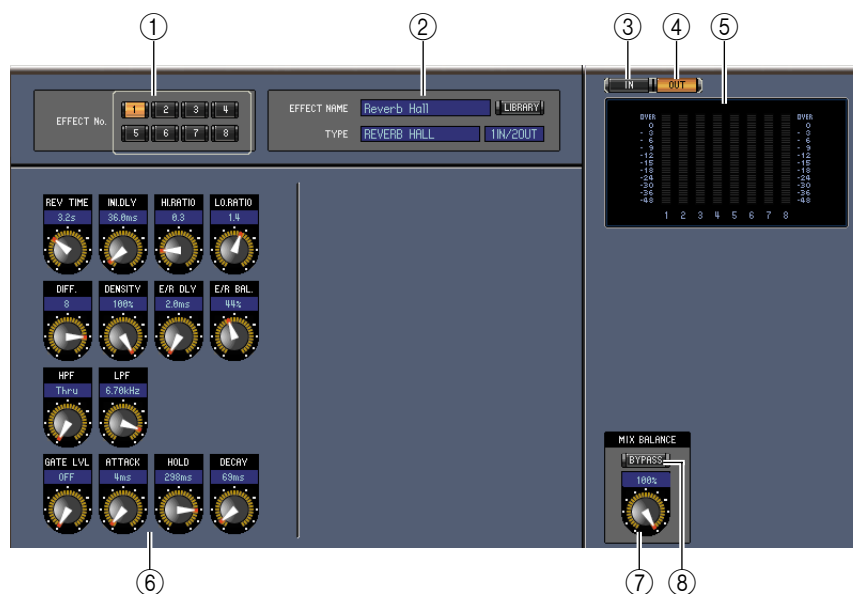 ① ② ③ ④ ⑤
IN OUT
EFFECT No. 1 2 3 4
5 6 7 8
EFFECT NAME Reverb Hall LIBRARY
TYPE REVERB HALL 1IN/2OUT
OVER OVER
0 0
- 3 - 3
- 6 - 6
- 9 - 9
-12 -12
-15 -15
-18 -18
-24 -24
-30 -30
-36 -36
-48 -48
1 2 3 4 5 6 7 8
REV TIME INI.DLY HI.RATIO LO.RATIO
3.2s 36.0ms 0.3 1.4
DIFF. DENSITY E/R DLY E/R BAL.
8 100% 2.0ms 44%
HPF LPF
Thru 6.70kHz
GATE LVL ATTACK HOLD DECAY
OFF 4ms 298ms 69ms
MIX BALANCE
BYPASS
100%
⑥ ⑦ ⑧